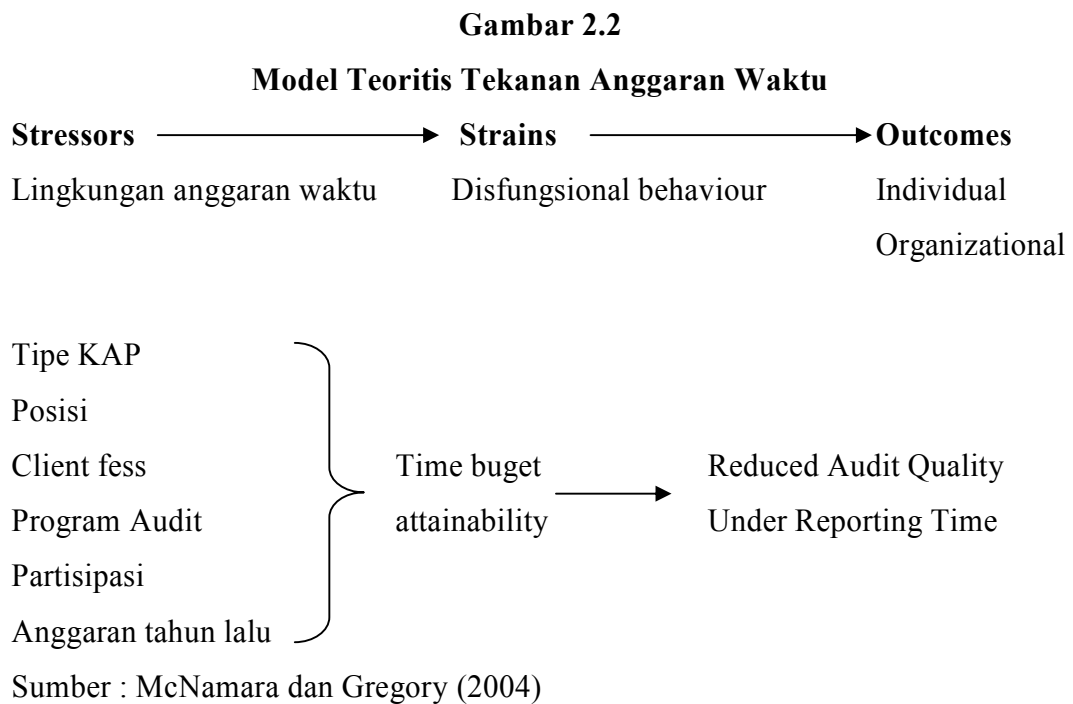 Gambar 2.2
Model Teoritis Tekanan Anggaran Waktu
Stressors Strains Outcomes
Lingkungan anggaran waktu Disfungsional behaviour Individual
Organizational
Tipe KAP
Posisi
Client fess Time buget Reduced Audit Quality
Program Audit attainability Under Reporting Time
Partisipasi
Anggaran tahun lalu
Sumber : McNamara dan Gregory (2004)